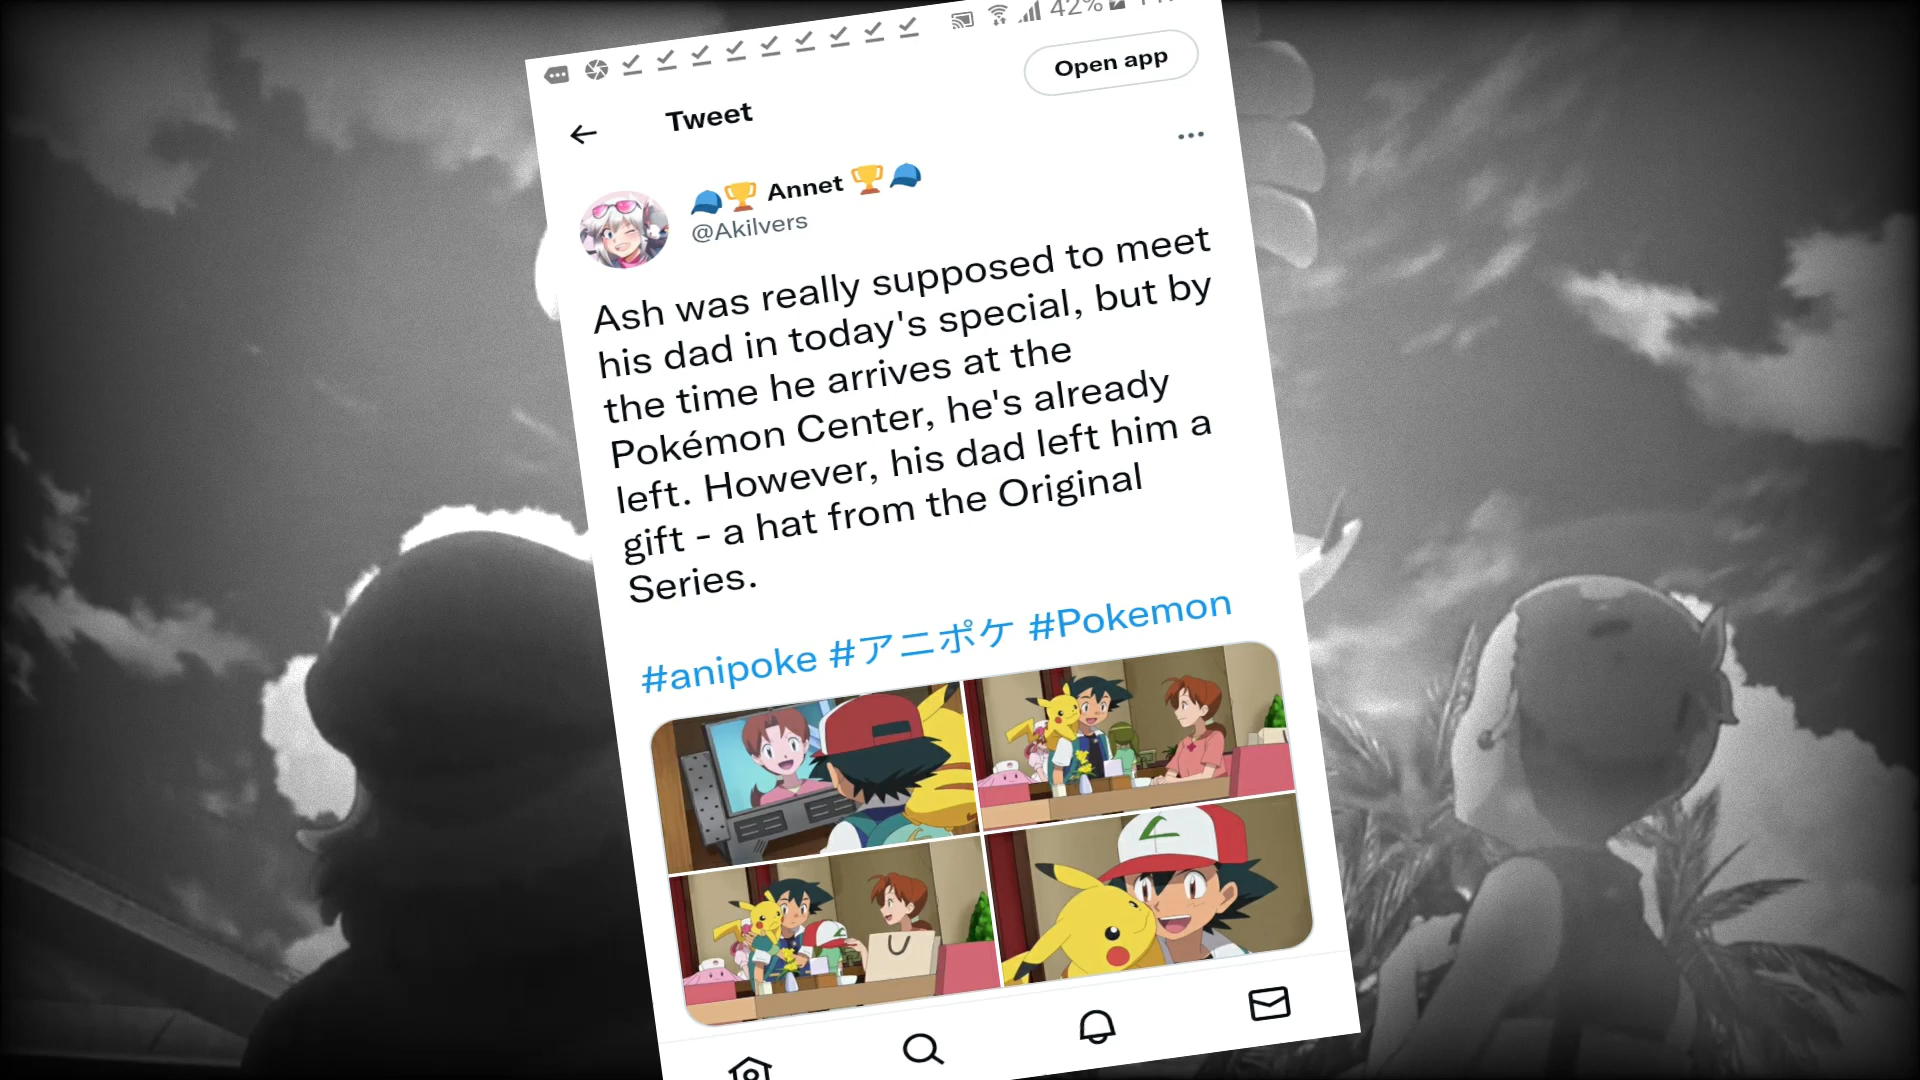 42%
Open app
Tweet
Annet
@Akilvers
Ash was really supposed to meet
his dad in today's special, but by
the time he arrives at the
Pokémon Center, he's already
left. However, his dad left him a
gift - a hat from the Original
Series.
#anipoke #アニポケ #Pokemon